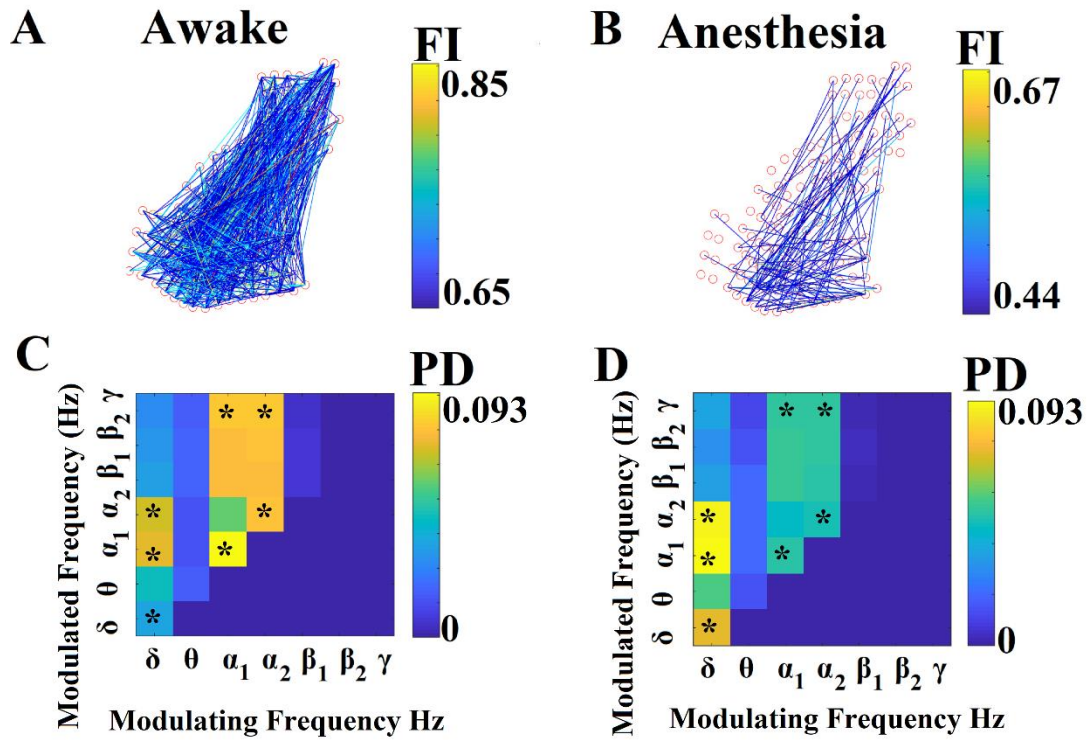 A Awake FI
0.85
0.65
B Anesthesia FI
0.67
0.44
C PD
0.093
0
Modulated Frequency (Hz)
γ
β2
β1
α2
α1
θ
δ
* *
* *
* *
*
δ θ α1 α2 β1 β2 γ
Modulating Frequency Hz
D PD
0.093
0
Modulated Frequency (Hz)
γ
β2
β1
α2
α1
θ
δ
* *
* *
* *
*
δ θ α1 α2 β1 β2 γ
Modulating Frequency Hz